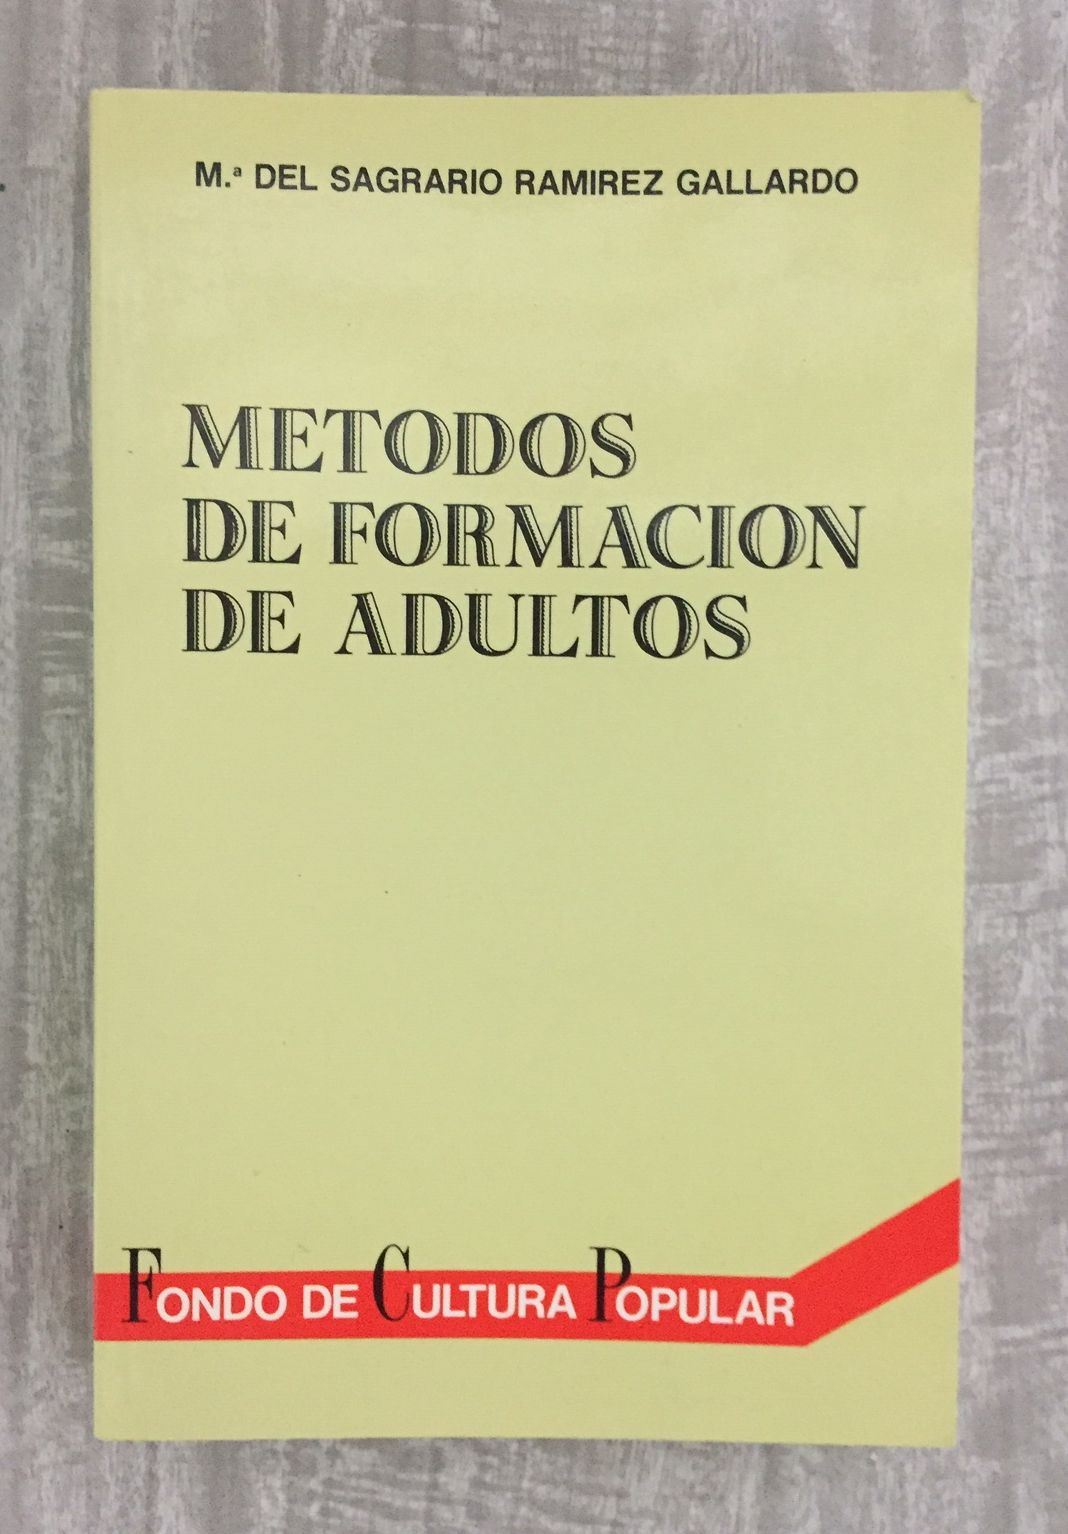 M.ª DEL SAGRARIO RAMIREZ GALLARDO
METODOS
DE FORMACION
DE ADULTOS
FONDO DE CULTURA POPULAR